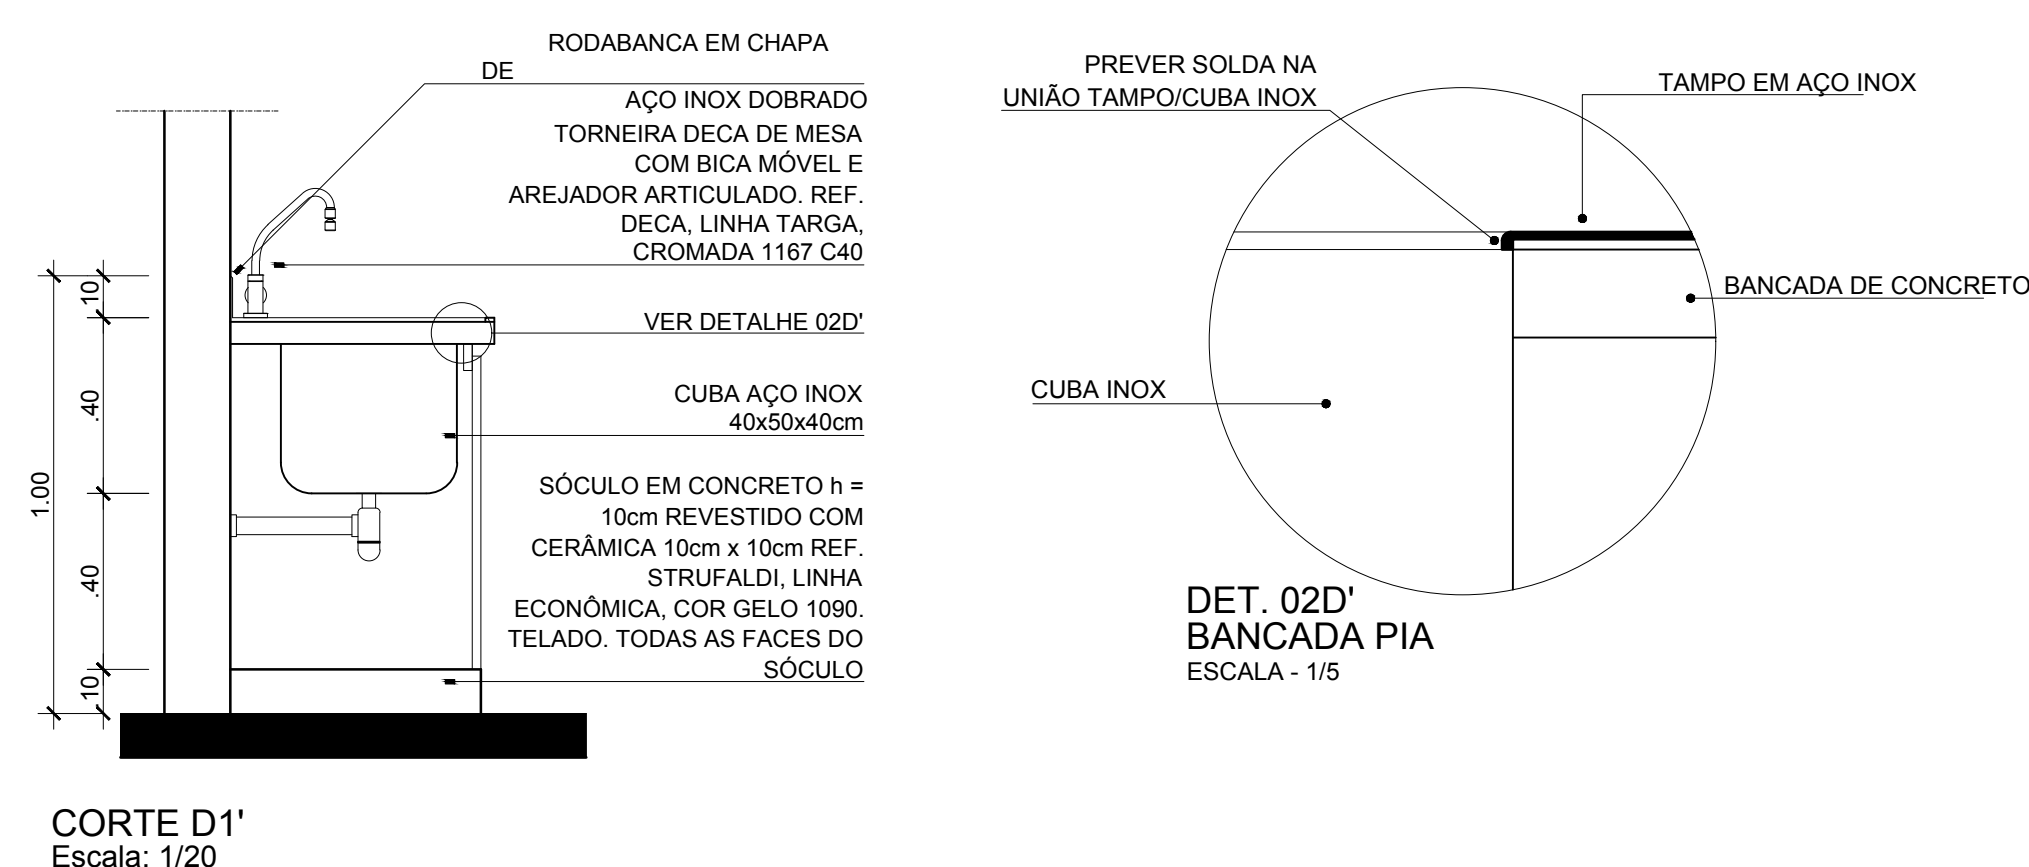 RODABANCA EM CHAPA
DE
AÇO INOX DOBRADO
TORNEIRA DECA DE MESA
COM BICA MÓVEL E
AREJADOR ARTICULADO. REF.
DECA, LINHA TARGA,
CROMADA 1167 C40
VER DETALHE 02D'
CUBA AÇO INOX
40x50x40cm
SÓCULO EM CONCRETO h =
10cm REVESTIDO COM
CERÂMICA 10cm x 10cm REF.
STRUFALDI, LINHA
ECONÔMICA, COR GELO 1090.
TELADO. TODAS AS FACES DO
SÓCULO
1.00
.10
.40
.40
.10
CORTE D1'
Escala: 1/20
PREVER SOLDA NA
UNIÃO TAMPO/CUBA INOX
TAMPO EM AÇO INOX
BANCADA DE CONCRETO
CUBA INOX
DET. 02D'
BANCADA PIA
ESCALA - 1/5